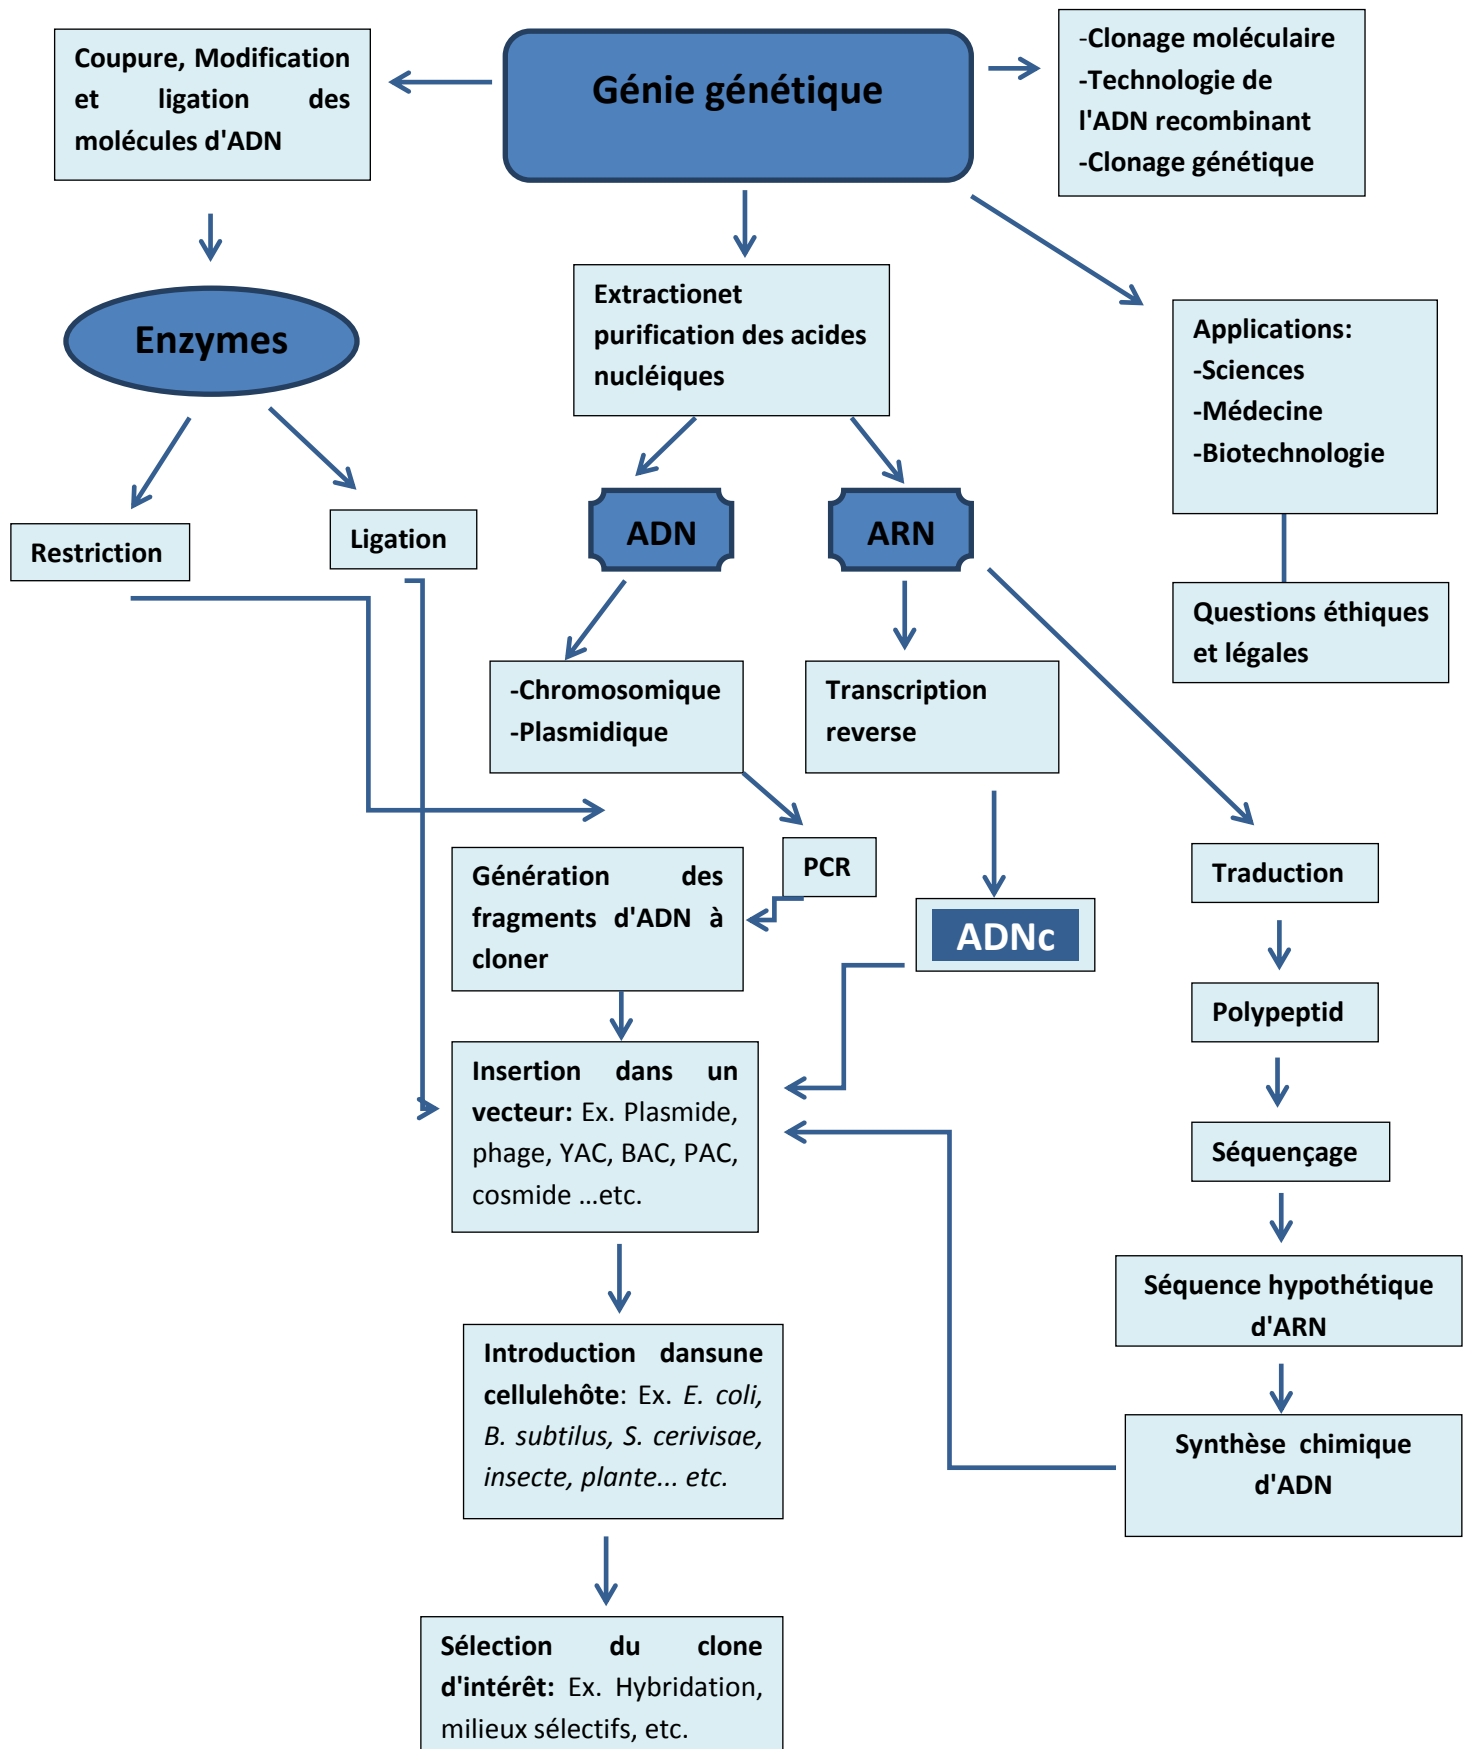 Coupure, Modification
et ligation des
molécules d'ADN
Génie génétique
-Clonage moléculaire
-Technologie de
l'ADN recombinant
-Clonage génétique
Enzymes
Extractionet
purification des acides
nucléiques
Applications:
-Sciences
-Médecine
-Biotechnologie
Restriction
Ligation
ADN
ARN
Questions éthiques
et légales
-Chromosomique
-Plasmidique
Transcription
reverse
PCR
Génération des
fragments d'ADN à
cloner
ADNc
Traduction
Polypeptid
Insertion dans un
vecteur: Ex. Plasmide,
phage, YAC, BAC, PAC,
cosmide ...etc.
Séquençage
Séquence hypothétique
d'ARN
Introduction dansune
cellulehôte: Ex. E. coli,
B. subtilus, S. cerivisae,
insecte, plante... etc.
Synthèse chimique
d'ADN
Sélection du clone
d'intérêt: Ex. Hybridation,
milieux sélectifs, etc.